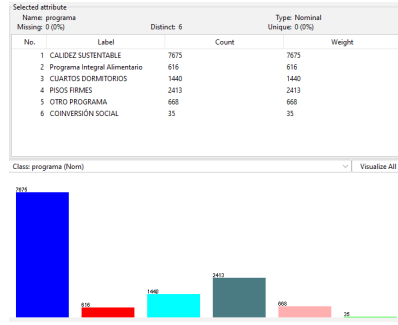 Selected attribute
Name: programa Type: Nominal
Missing: 0 (0%) Distinct: 6 Unique: 0 (0%)
No. Label Count Weight
1 CALIDEZ SUSTENTABLE 7675 7675
2 Programa Integral Alimentario 616 616
3 CUARTOS DORMITORIOS 1440 1440
4 PISOS FIRMES 2413 2413
5 OTRO PROGRAMA 668 668
6 COINVERSIÓN SOCIAL 35 35
Class: programa (Nom) Visualize All
7675
616
1440
2413
668
35